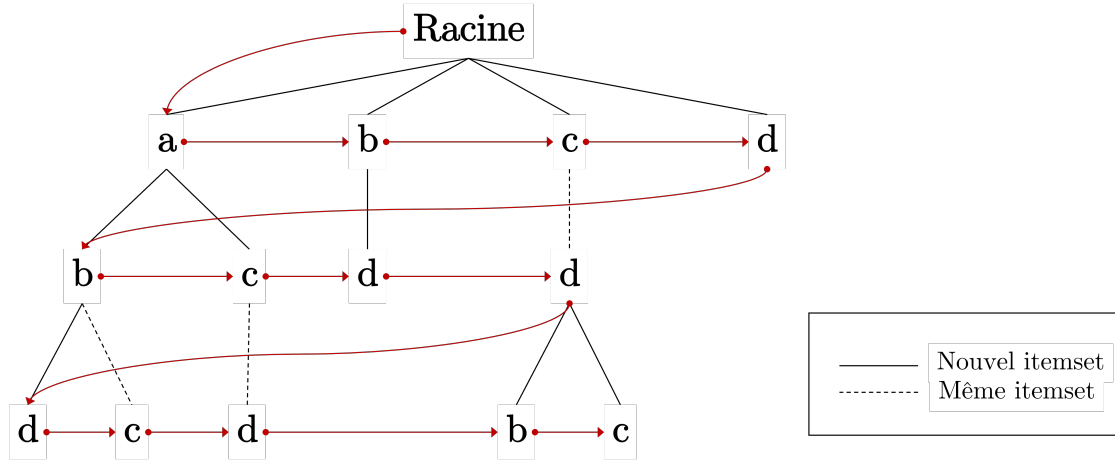 Racine
a b c d
b c d d
d c d b c
Nouvel itemset
Même itemset